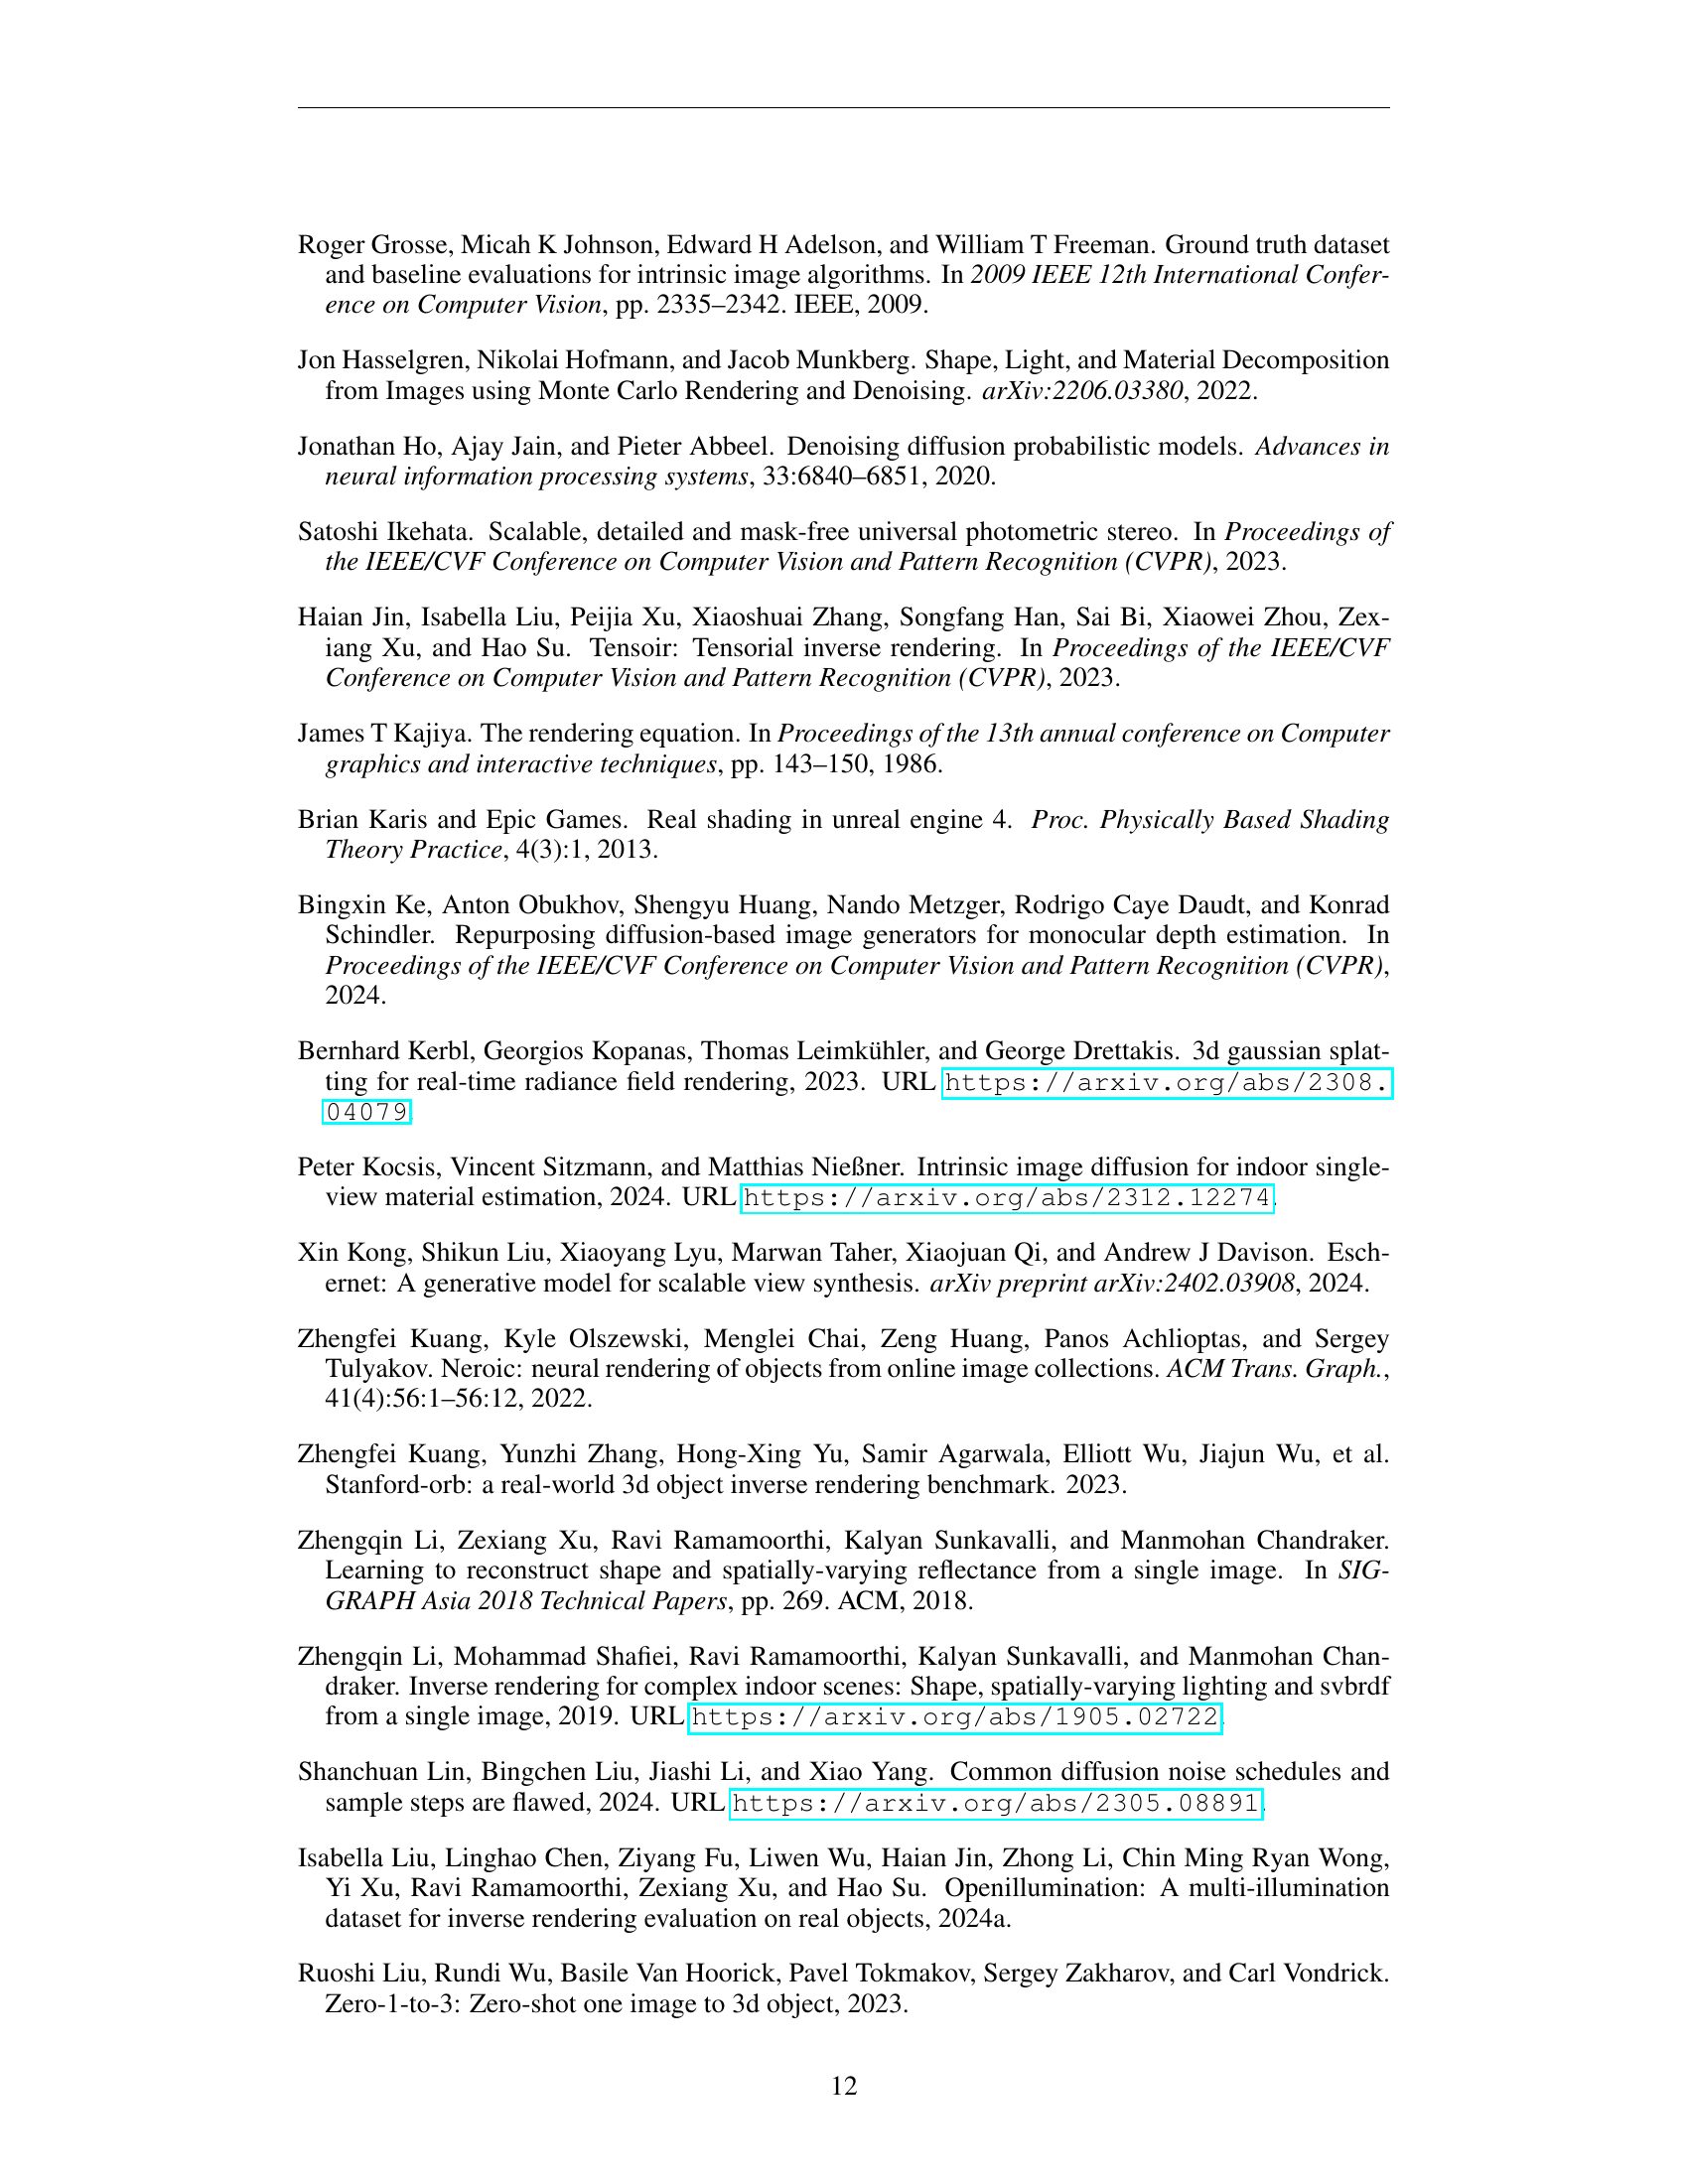 Roger Grosse, Micah K Johnson, Edward H Adelson, and William T Freeman. Ground truth dataset
and baseline evaluations for intrinsic image algorithms. In 2009 IEEE 12th International Confer-
ence on Computer Vision, pp. 2335–2342. IEEE, 2009.
Jon Hasselgren, Nikolai Hofmann, and Jacob Munkberg. Shape, Light, and Material Decomposition
from Images using Monte Carlo Rendering and Denoising. arXiv:2206.03380, 2022.
Jonathan Ho, Ajay Jain, and Pieter Abbeel. Denoising diffusion probabilistic models. Advances in
neural information processing systems, 33:6840–6851, 2020.
Satoshi Ikehata. Scalable, detailed and mask-free universal photometric stereo. In Proceedings of
the IEEE/CVF Conference on Computer Vision and Pattern Recognition (CVPR), 2023.
Haian Jin, Isabella Liu, Peijia Xu, Xiaoshuai Zhang, Songfang Han, Sai Bi, Xiaowei Zhou, Zex-
iang Xu, and Hao Su. Tensoir: Tensorial inverse rendering. In Proceedings of the IEEE/CVF
Conference on Computer Vision and Pattern Recognition (CVPR), 2023.
James T Kajiya. The rendering equation. In Proceedings of the 13th annual conference on Computer
graphics and interactive techniques, pp. 143–150, 1986.
Brian Karis and Epic Games. Real shading in unreal engine 4. Proc. Physically Based Shading
Theory Practice, 4(3):1, 2013.
Bingxin Ke, Anton Obukhov, Shengyu Huang, Nando Metzger, Rodrigo Caye Daudt, and Konrad
Schindler. Repurposing diffusion-based image generators for monocular depth estimation. In
Proceedings of the IEEE/CVF Conference on Computer Vision and Pattern Recognition (CVPR),
2024.
Bernhard Kerbl, Georgios Kopanas, Thomas Leimkühler, and George Drettakis. 3d gaussian splat-
ting for real-time radiance field rendering, 2023. URL https://arxiv.org/abs/2308.
04079.
Peter Kocsis, Vincent Sitzmann, and Matthias Nießner. Intrinsic image diffusion for indoor single-
view material estimation, 2024. URL https://arxiv.org/abs/2312.12274.
Xin Kong, Shikun Liu, Xiaoyang Lyu, Marwan Taher, Xiaojuan Qi, and Andrew J Davison. Esch-
ernet: A generative model for scalable view synthesis. arXiv preprint arXiv:2402.03908, 2024.
Zhengfei Kuang, Kyle Olszewski, Menglei Chai, Zeng Huang, Panos Achlioptas, and Sergey
Tulyakov. Neroic: neural rendering of objects from online image collections. ACM Trans. Graph.,
41(4):56:1–56:12, 2022.
Zhengfei Kuang, Yunzhi Zhang, Hong-Xing Yu, Samir Agarwala, Elliott Wu, Jiajun Wu, et al.
Stanford-orb: a real-world 3d object inverse rendering benchmark. 2023.
Zhengqin Li, Zexiang Xu, Ravi Ramamoorthi, Kalyan Sunkavalli, and Manmohan Chandraker.
Learning to reconstruct shape and spatially-varying reflectance from a single image. In SIG-
GRAPH Asia 2018 Technical Papers, pp. 269. ACM, 2018.
Zhengqin Li, Mohammad Shafiei, Ravi Ramamoorthi, Kalyan Sunkavalli, and Manmohan Chan-
draker. Inverse rendering for complex indoor scenes: Shape, spatially-varying lighting and svbrdf
from a single image, 2019. URL https://arxiv.org/abs/1905.02722.
Shanchuan Lin, Bingchen Liu, Jiashi Li, and Xiao Yang. Common diffusion noise schedules and
sample steps are flawed, 2024. URL https://arxiv.org/abs/2305.08891.
Isabella Liu, Linghao Chen, Ziyang Fu, Liwen Wu, Haian Jin, Zhong Li, Chin Ming Ryan Wong,
Yi Xu, Ravi Ramamoorthi, Zexiang Xu, and Hao Su. Openillumination: A multi-illumination
dataset for inverse rendering evaluation on real objects, 2024a.
Ruoshi Liu, Rundi Wu, Basile Van Hoorick, Pavel Tokmakov, Sergey Zakharov, and Carl Vondrick.
Zero-1-to-3: Zero-shot one image to 3d object, 2023.
12